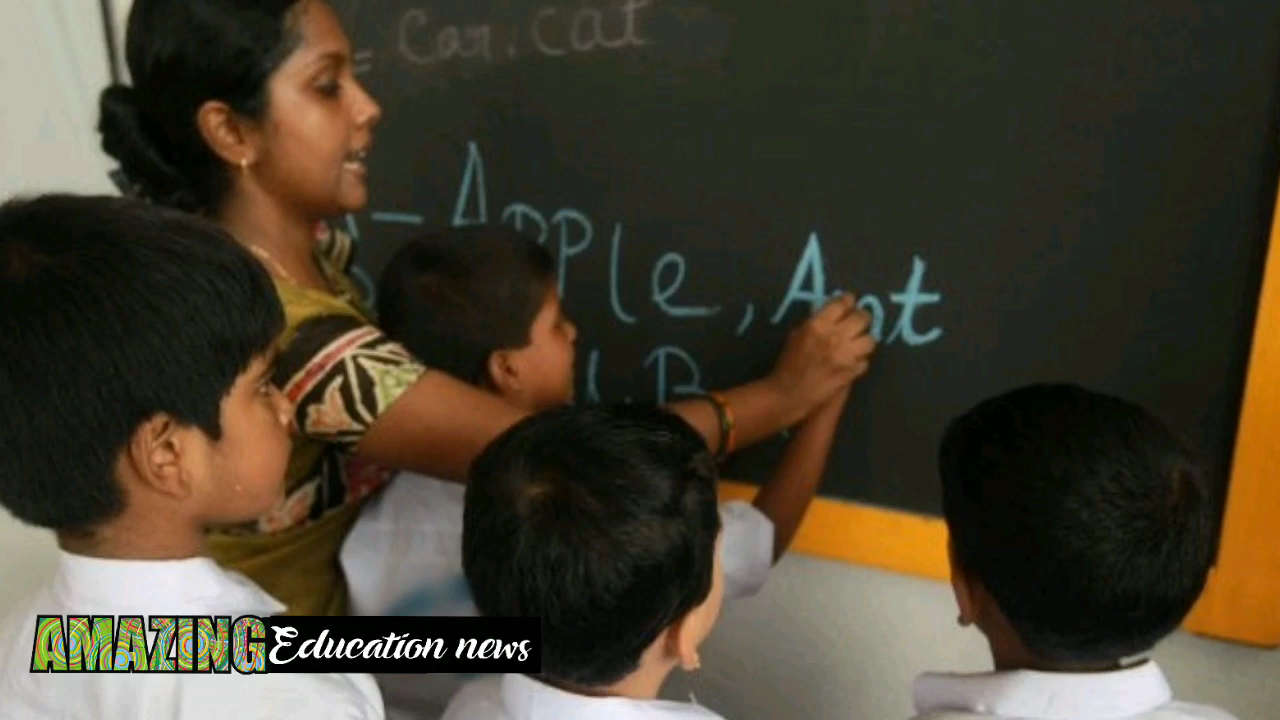 = Car, cat
- Apple, Ant
B
AMAZING Education news